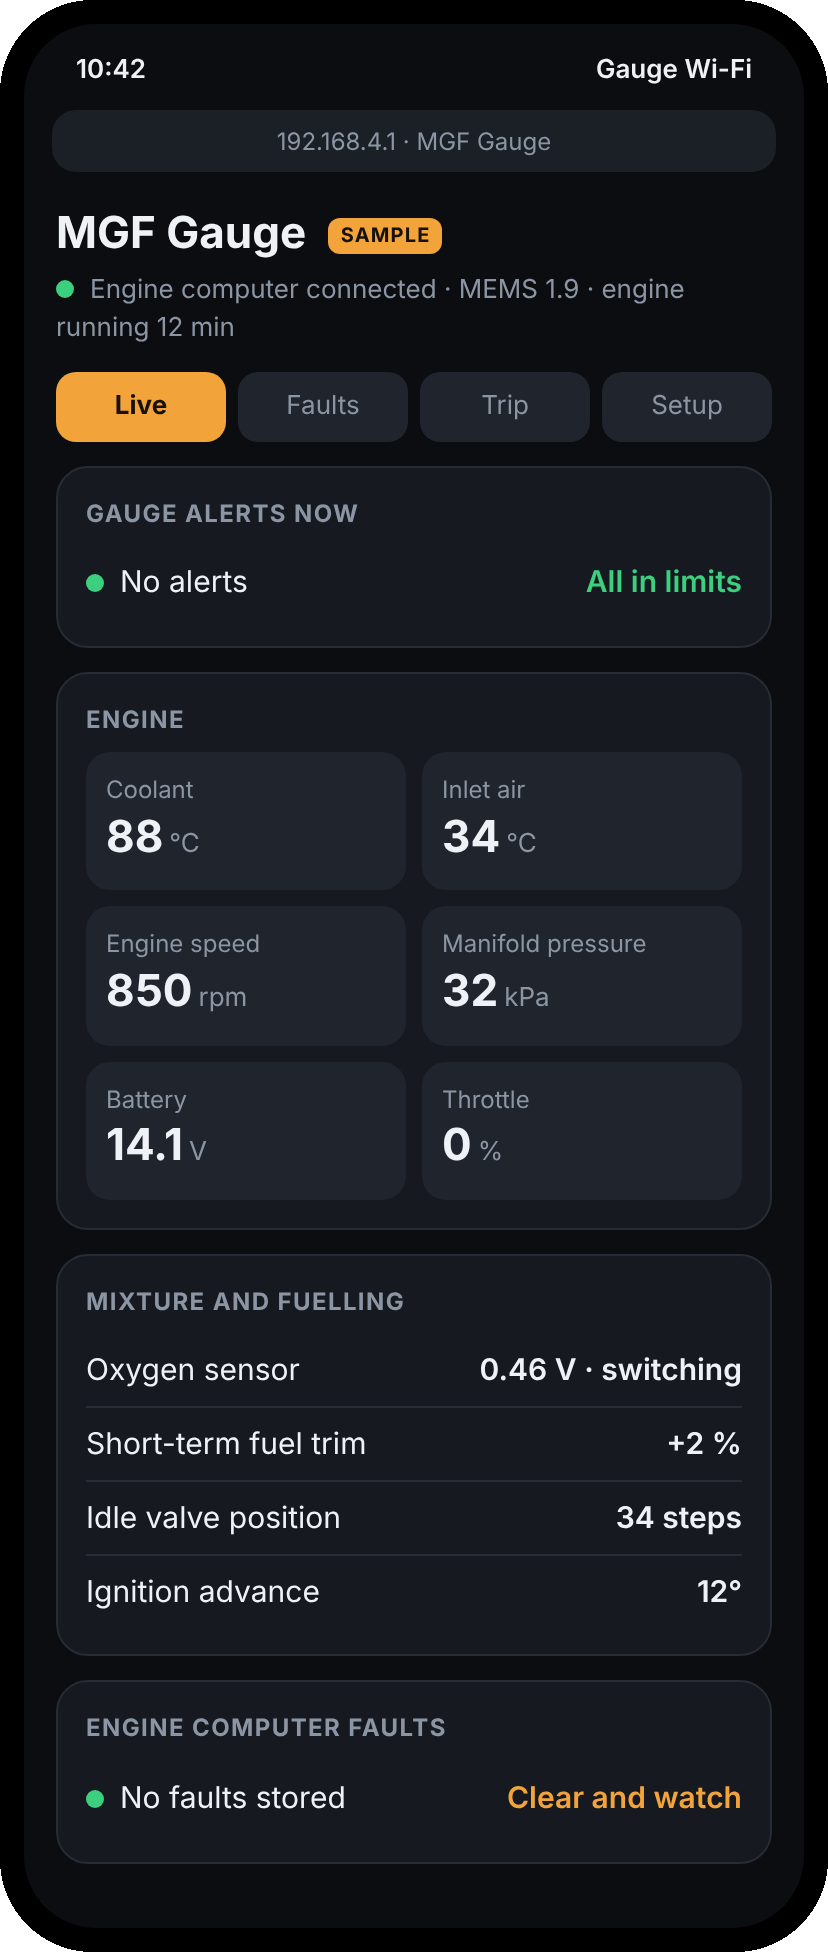 10:42 Gauge Wi-Fi
192.168.4.1 · MGF Gauge
MGF Gauge SAMPLE
Engine computer connected · MEMS 1.9 · engine
running 12 min
Live Faults Trip Setup
GAUGE ALERTS NOW
No alerts All in limits
ENGINE
Coolant Inlet air
88 °C 34 °C
Engine speed Manifold pressure
850 rpm 32 kPa
Battery Throttle
14.1 V 0 %
MIXTURE AND FUELLING
Oxygen sensor 0.46 V · switching
Short-term fuel trim +2 %
Idle valve position 34 steps
Ignition advance 12°
ENGINE COMPUTER FAULTS
No faults stored Clear and watch